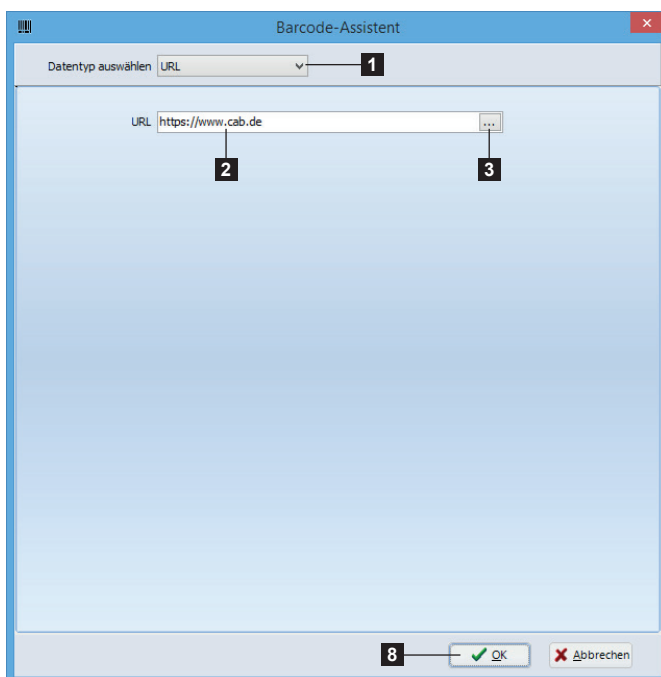 Barcode-Assistent
Datentyp auswählen URL 1
URL https://www.cab.de ...
2 3
8 OK Abbrechen